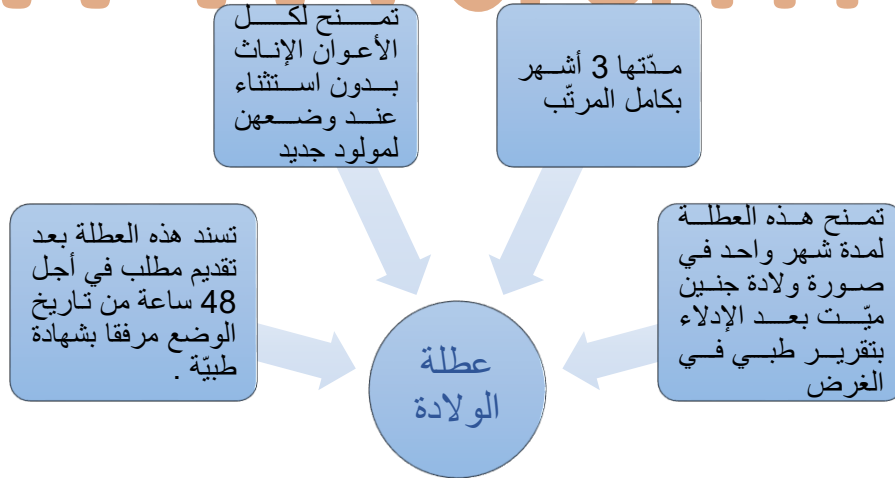 مدّتها 3 أشهر
بكامل المرتّب
تمنح لكل
الأعوان الإناث
بدون استثناء
عند وضعهن
لمولود جديد
تمنح هذه العطلة
لمدة شهر واحد في
صورة ولادة جنين
ميّت بعد الإدلاء
بتقرير طبي في
الغرض
تسند هذه العطلة بعد
تقديم مطلب في أجل
48 ساعة من تاريخ
الوضع مرفقا بشهادة
طبيّة .
عطلة
الولادة